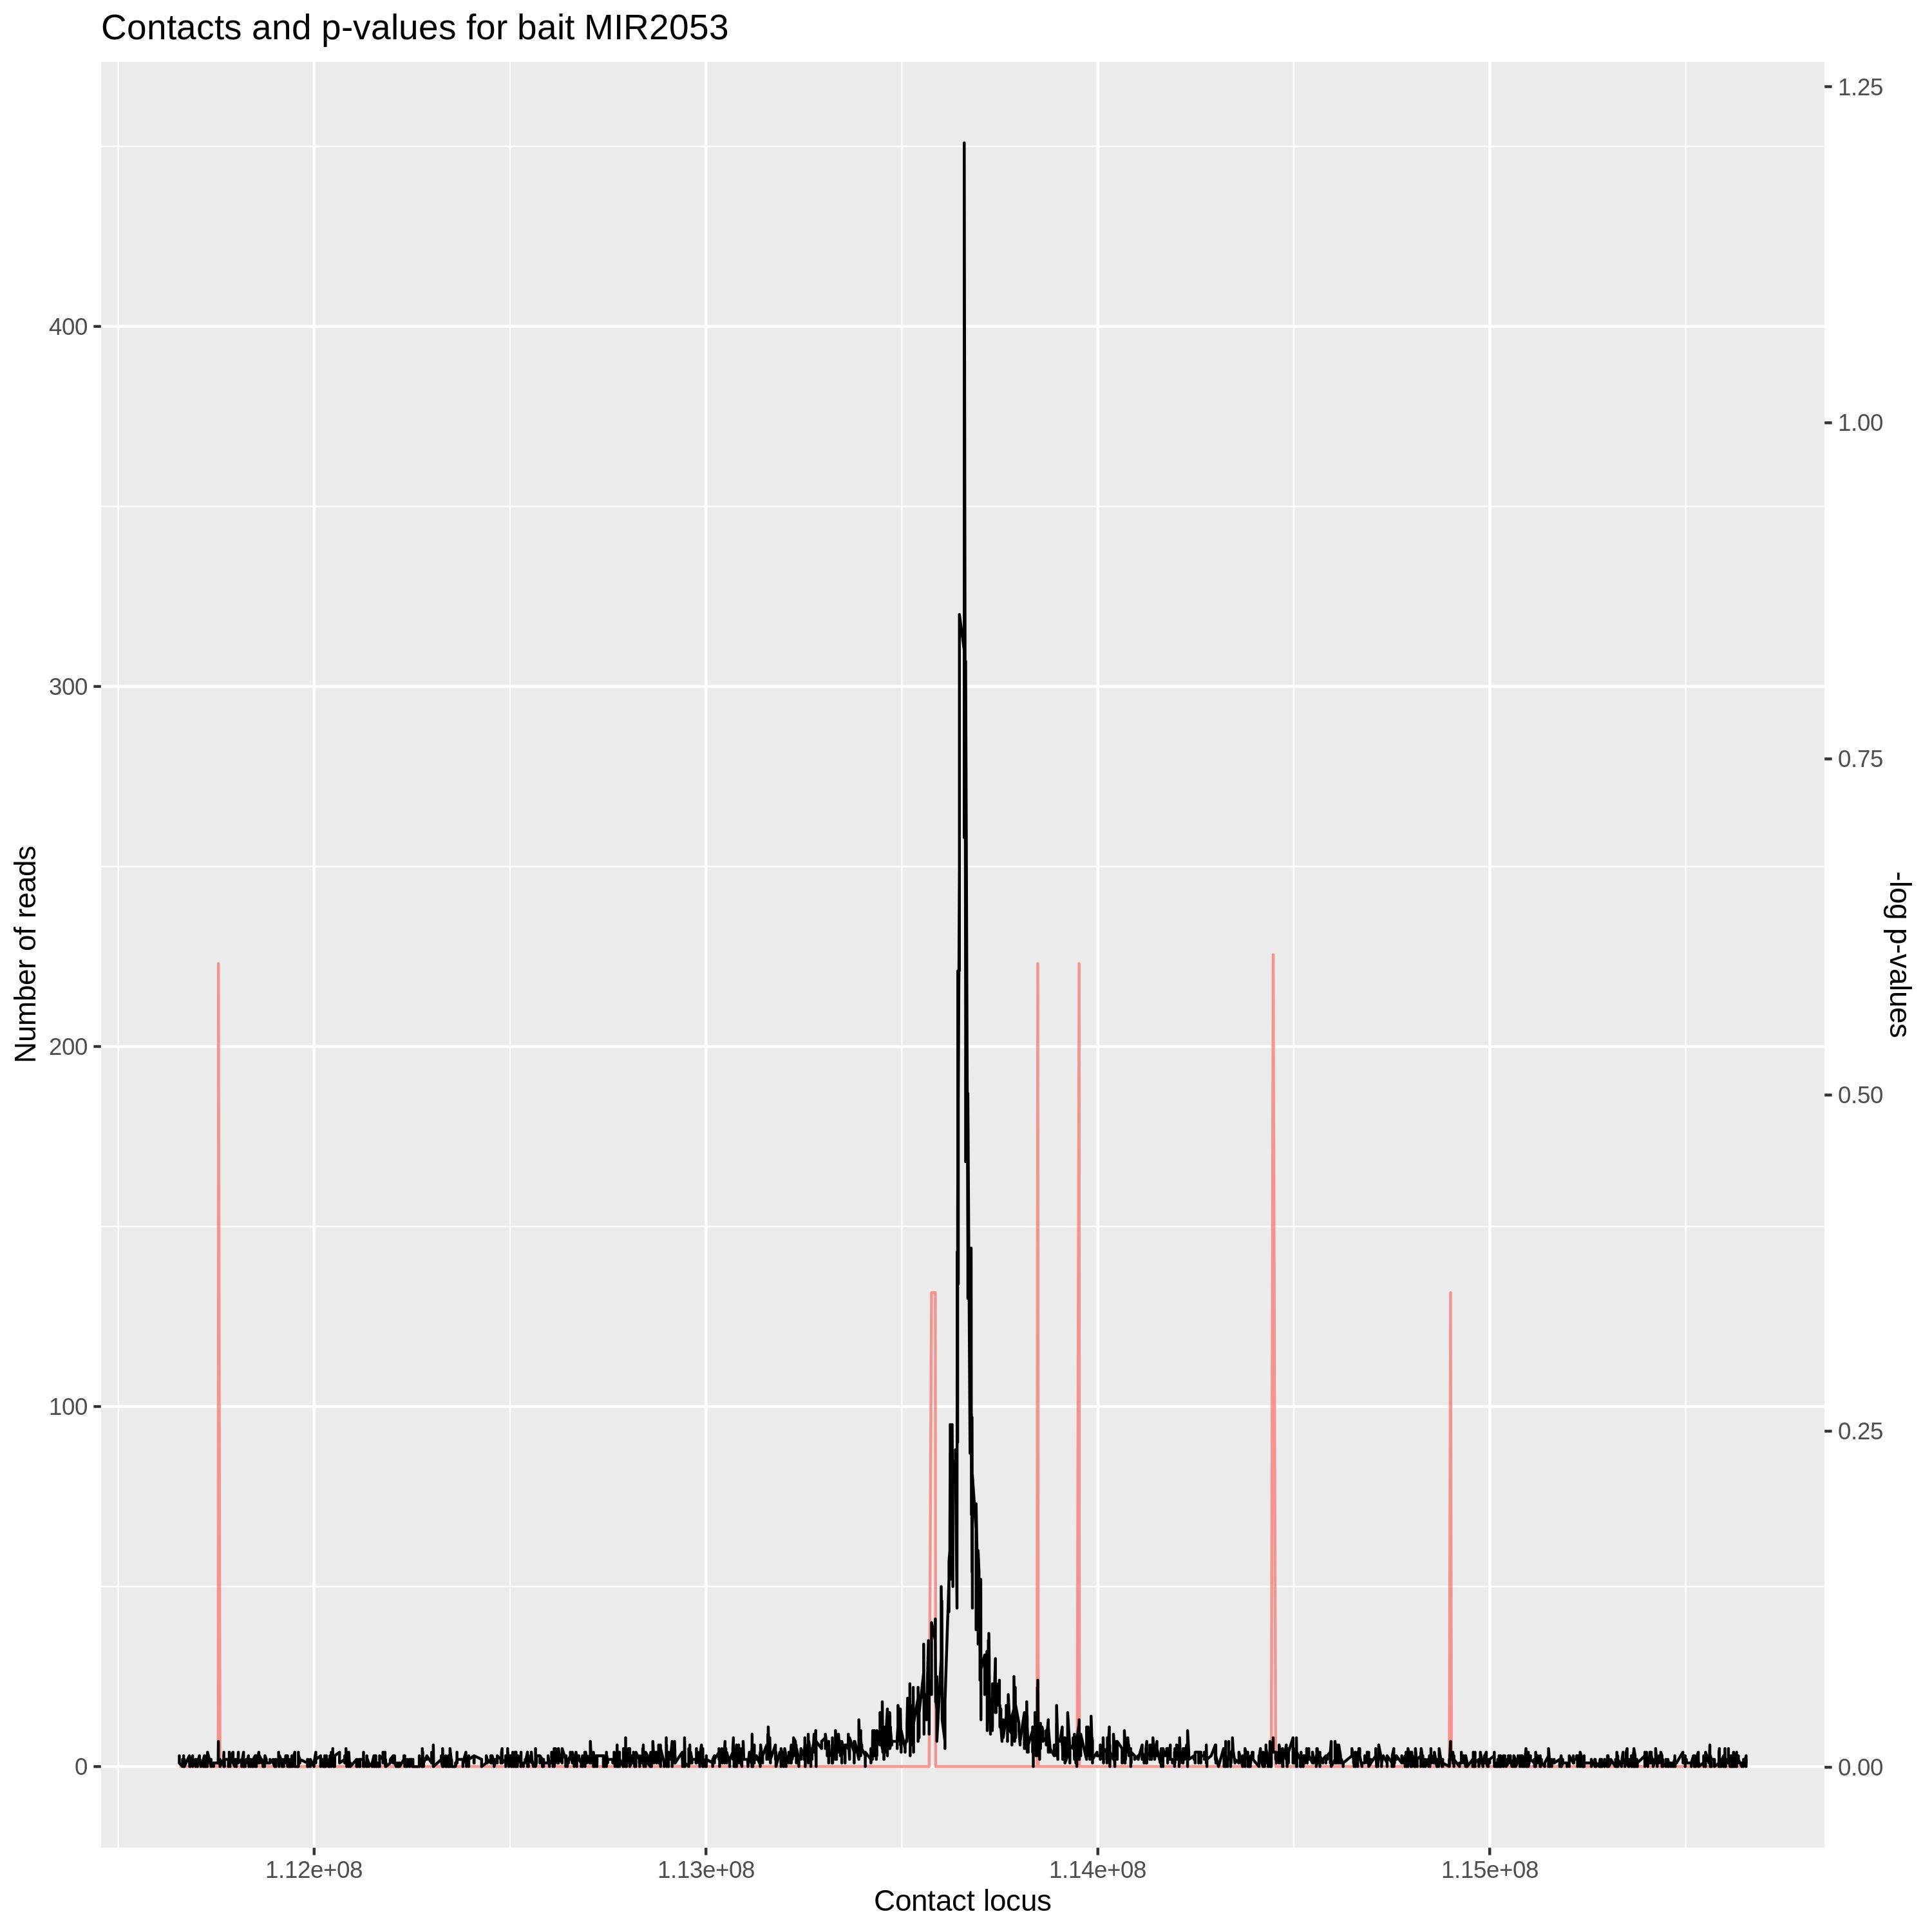 Contacts and p-values for bait MIR2053
1.25
400
1.00
300
0.75
Number of reads
-log p-values
200
0.50
100
0.25
0
0.00
1.12e+08
1.13e+08
1.14e+08
1.15e+08
Contact locus